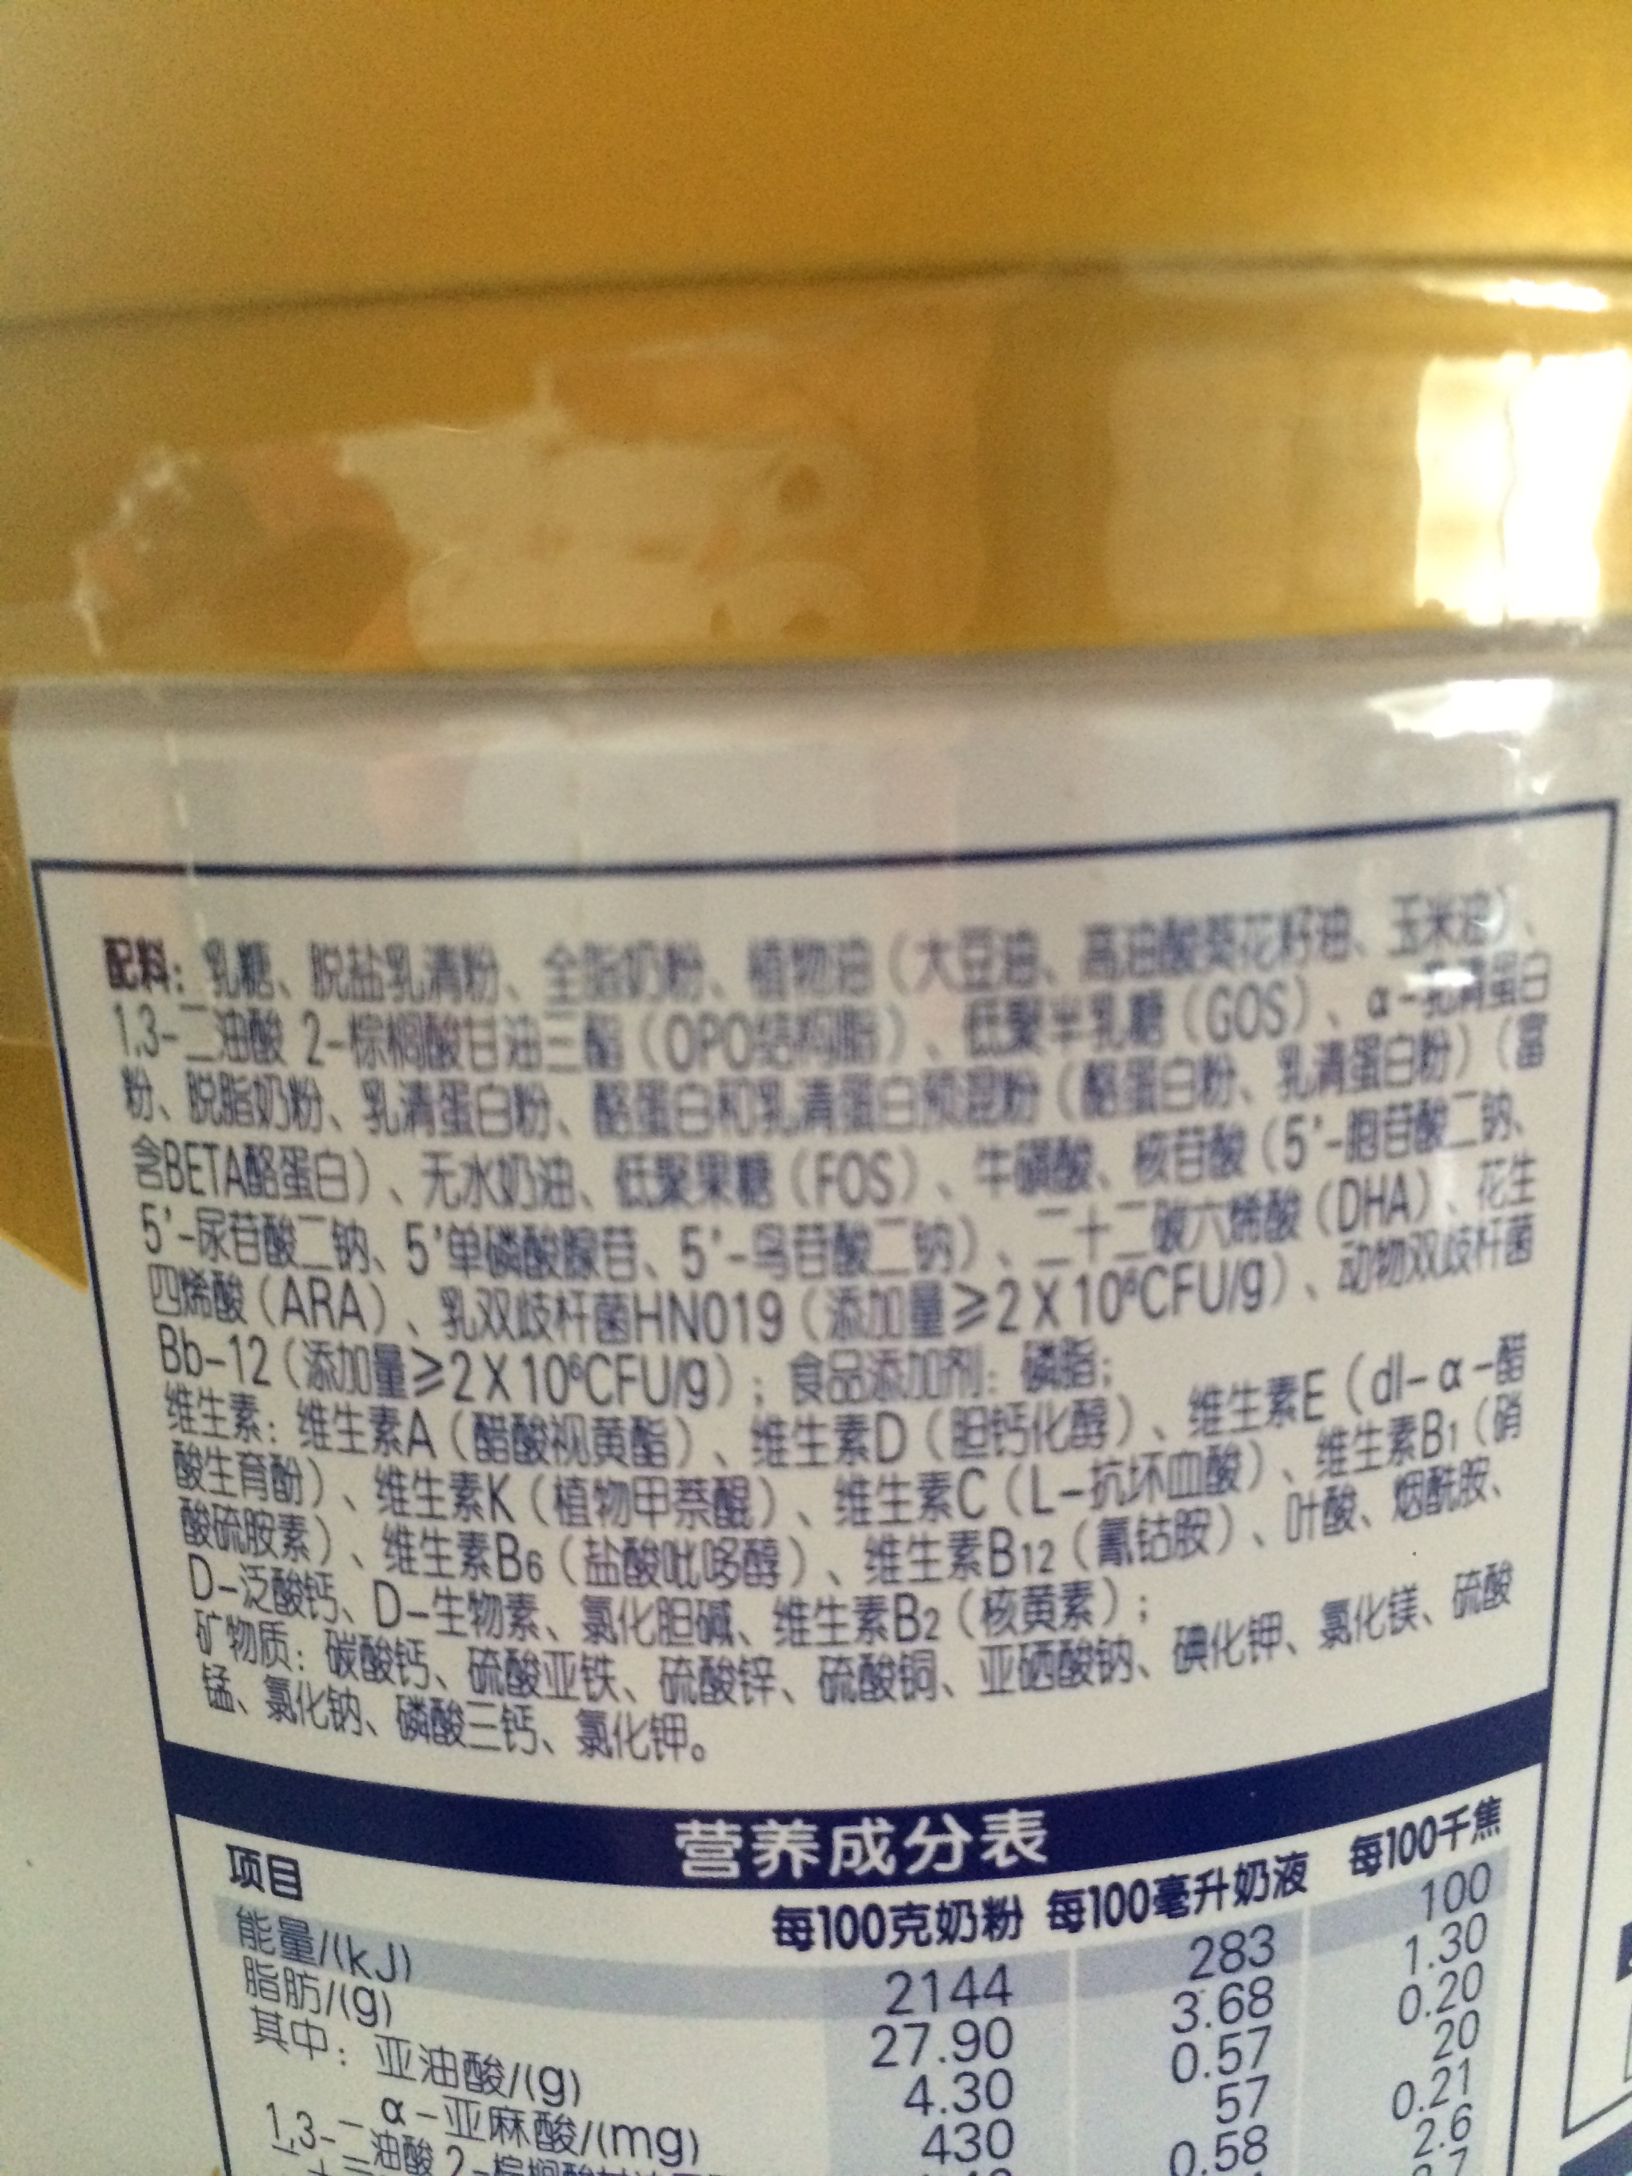 配料：乳糖、脱盐乳清粉、全脂奶粉、植物油（大豆油、高油酸葵花籽油、玉米油）、
1,3-二油酸 2-棕榈酸甘油三酯（OPO结构脂）、低聚半乳糖（GOS）、α-乳清蛋白
粉、脱脂奶粉、乳清蛋白粉、酪蛋白和乳清蛋白预混粉（酪蛋白粉、乳清蛋白粉）（富
含BETA酪蛋白）、无水奶油、低聚果糖（FOS）、牛磺酸、核苷酸（5'-胞苷酸二钠、
5'-尿苷酸二钠、5'单磷酸腺苷、5'-鸟苷酸二钠）、二十二碳六烯酸（DHA）、花生
四烯酸（ARA）、乳双歧杆菌HN019（添加量≥2X10⁶CFU/g）、动物双歧杆菌
Bb-12（添加量≥2X10⁶CFU/g）；食品添加剂：磷脂；
维生素：维生素A（醋酸视黄酯）、维生素D（胆钙化醇）、维生素E（dl-α-醋
酸生育酚）、维生素K（植物甲萘醌）、维生素C（L-抗坏血酸）、维生素B1（硝
酸硫胺素）、维生素B6（盐酸吡哆醇）、维生素B12（氰钴胺）、叶酸、烟酰胺、
D-泛酸钙、D-生物素、氯化胆碱、维生素B2（核黄素）；
矿物质：碳酸钙、硫酸亚铁、硫酸锌、硫酸铜、亚硒酸钠、碘化钾、氯化镁、硫酸
锰、氯化钠、磷酸三钙、氯化钾。
营养成分表
项目 每100克奶粉 每100毫升奶液 每100千焦
能量/(kJ) 2144 283 100
脂肪/(g) 27.90 3.68 1.30
其中：亚油酸/(g) 4.30 0.57 0.20
α-亚麻酸/(mg) 430 57 20
1,3-二油酸 2-棕榈酸甘油三 0.58 0.21
2.6